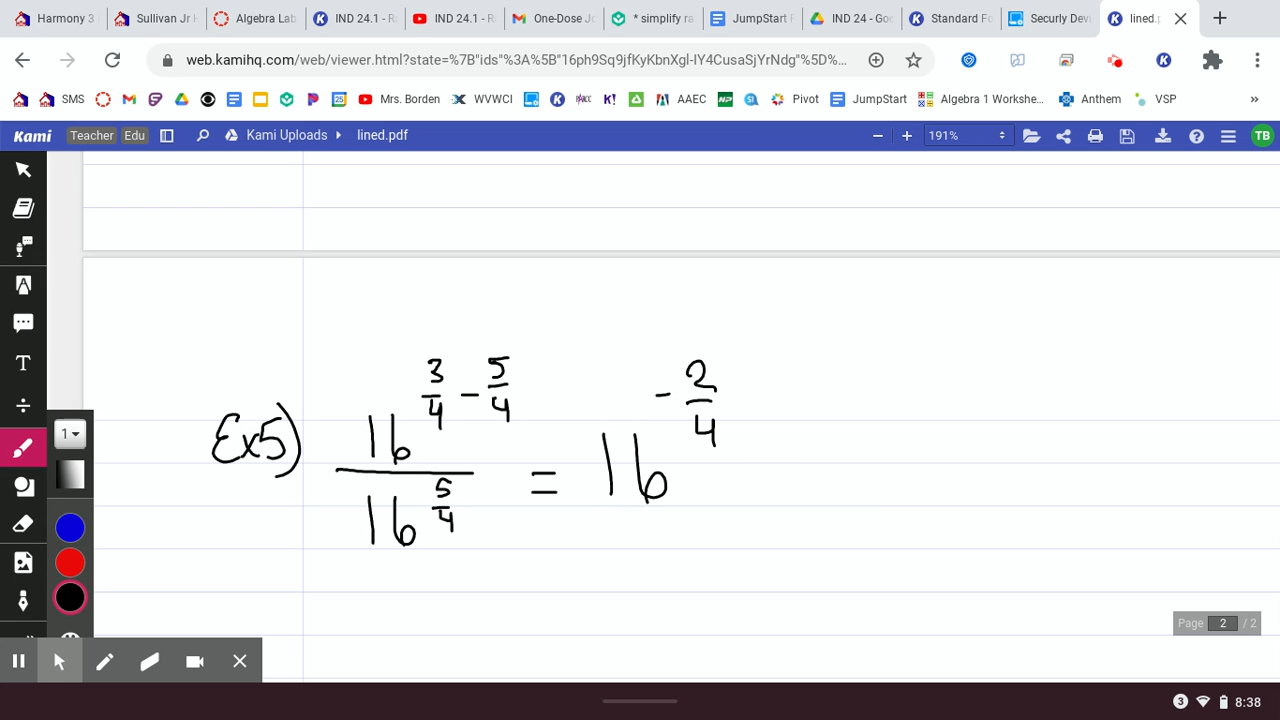 Harmony 3 Sullivan Jr H Algebra Lab IND 24.1 - R IND 24.1 - R One-Dose Jo * simplify ra JumpStart F IND 24 - Goo Standard Fo Securly Devi lined.p
web.kamihq.com/web/viewer.html?state=%7B"ids"%3A%5B"16ph9Sq9jfKyKbnXgl-IY4CusaSjYrNdg"%5D%...
SMS Mrs. Borden WVWCI K! AAEC NP Pivot JumpStart Algebra 1 Workshe... Anthem VSP »
Kami Teacher Edu Kami Uploads lined.pdf 191% TB
1
Ex5) 16^(3/4 - 5/4) / 16^(5/4) = 16^(-2/4)
Page 2 / 2
3 8:38